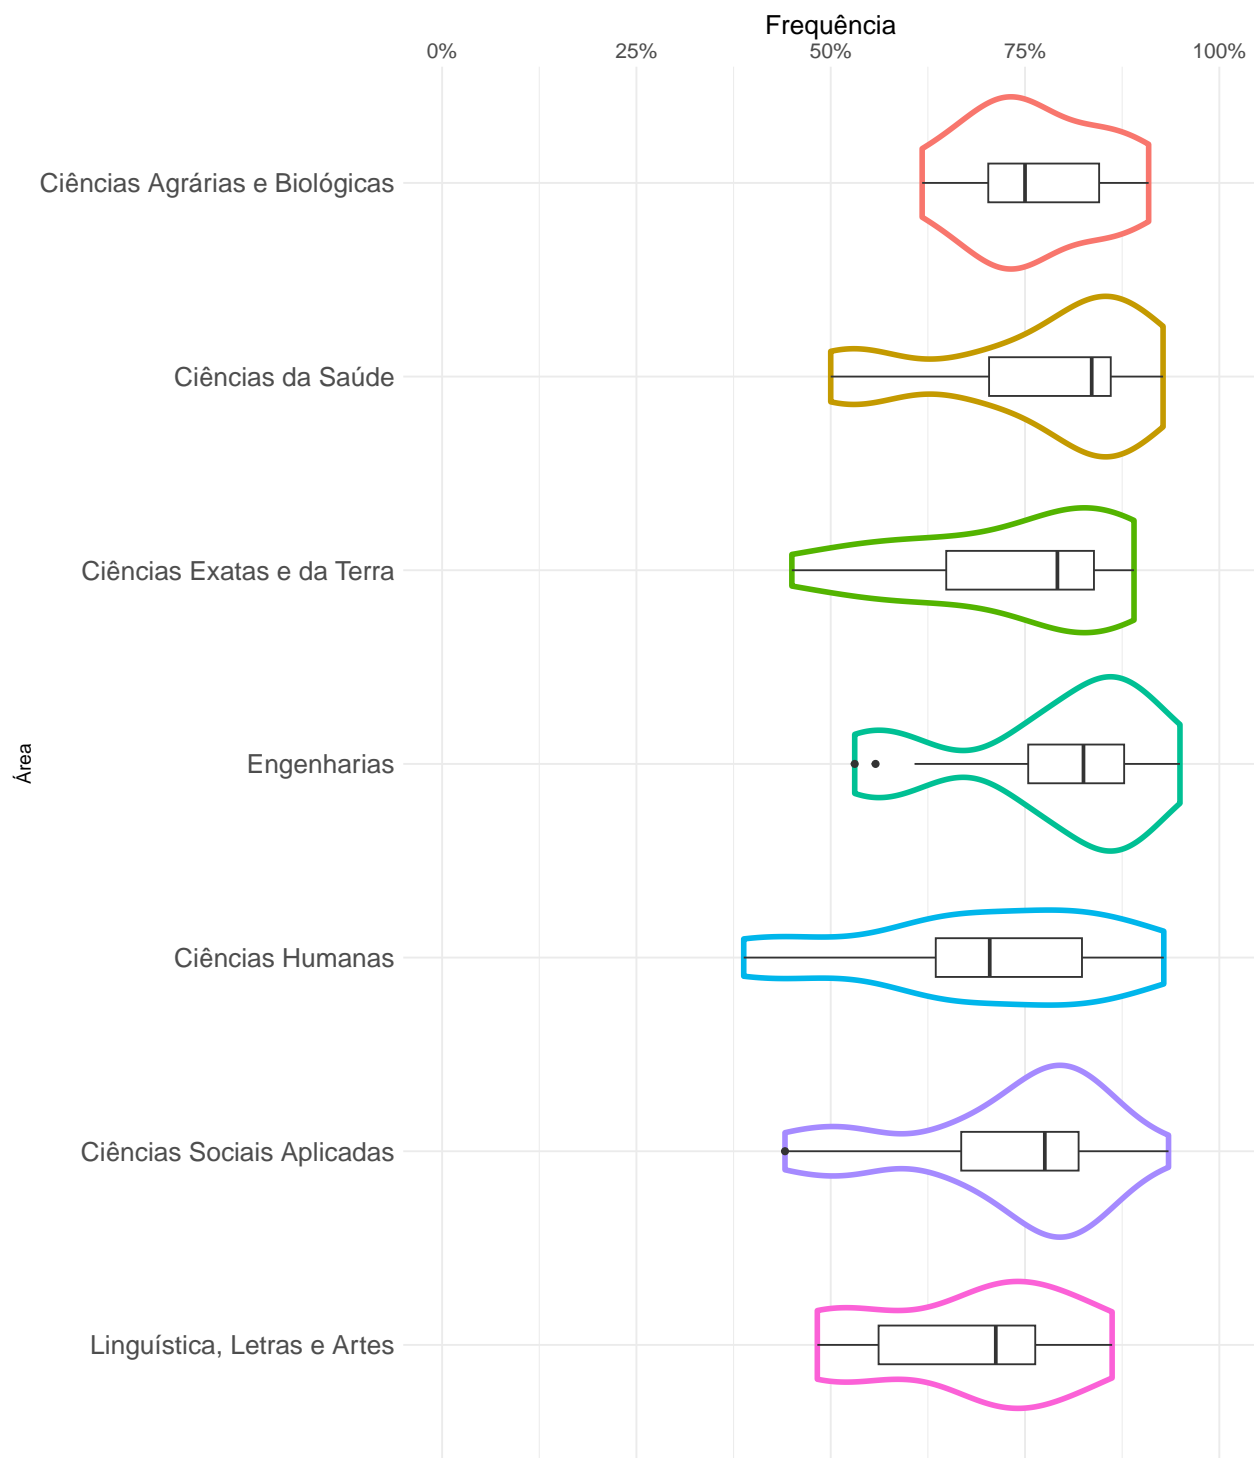 Frequência
0% 25% 50% 75% 100%
Ciências Agrárias e Biológicas
Ciências da Saúde
Ciências Exatas e da Terra
Área
Engenharias
Ciências Humanas
Ciências Sociais Aplicadas
Linguística, Letras e Artes